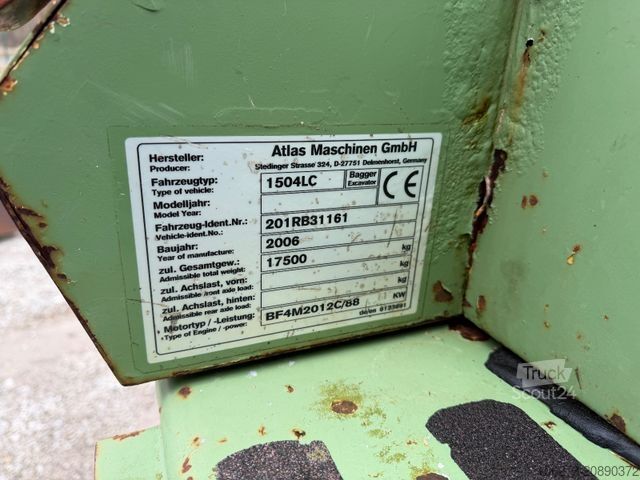 Hersteller: Atlas Maschinen GmbH
Producer: Stedinger Strasse 324, D-27751 Delmenhorst, Germany
Fahrzeugtyp: 1504LC Bagger CE
Type of vehicle: Excavator
Modelljahr:
Model Year:
Fahrzeug-Ident.Nr.: 201RB31161
Vehicle-ident.No.:
Baujahr: 2006
Year of manufacture:
zul. Gesamtgew.: 17500 kg
Admissible total weight:
zul. Achslast, vorn: kg
Admissible front axle load:
zul. Achslast, hinten: kg
Admissible rear axle load:
Motortyp / -Leistung: BF4M2012C/88 KW
Type of Engine / -power: de/en
Truck
Scout24